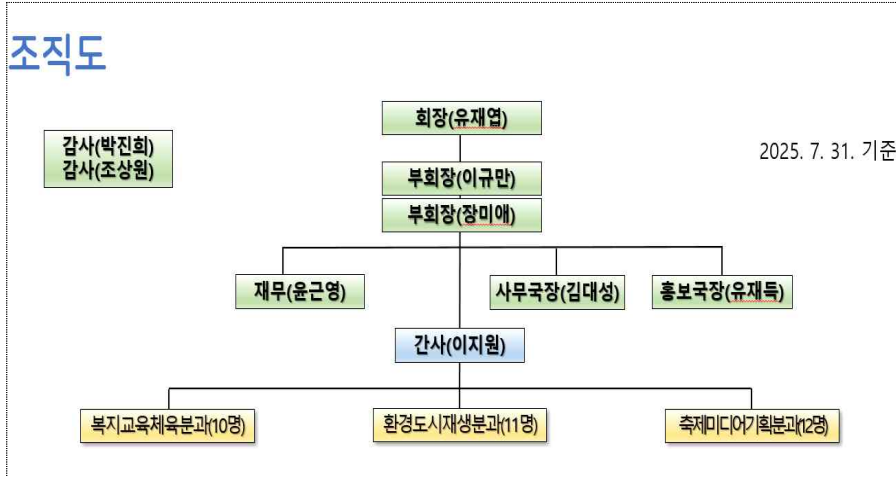 조직도
회장(유재엽)
감사(박진희)
감사(조상원)
2025. 7. 31. 기준
부회장(이규만)
부회장(장미애)
재무(윤근영)
사무국장(김대성)
홍보국장(유재득)
간사(이지원)
복지교육체육분과(10명)
환경도시재생분과(11명)
축제미디어기획분과(12명)